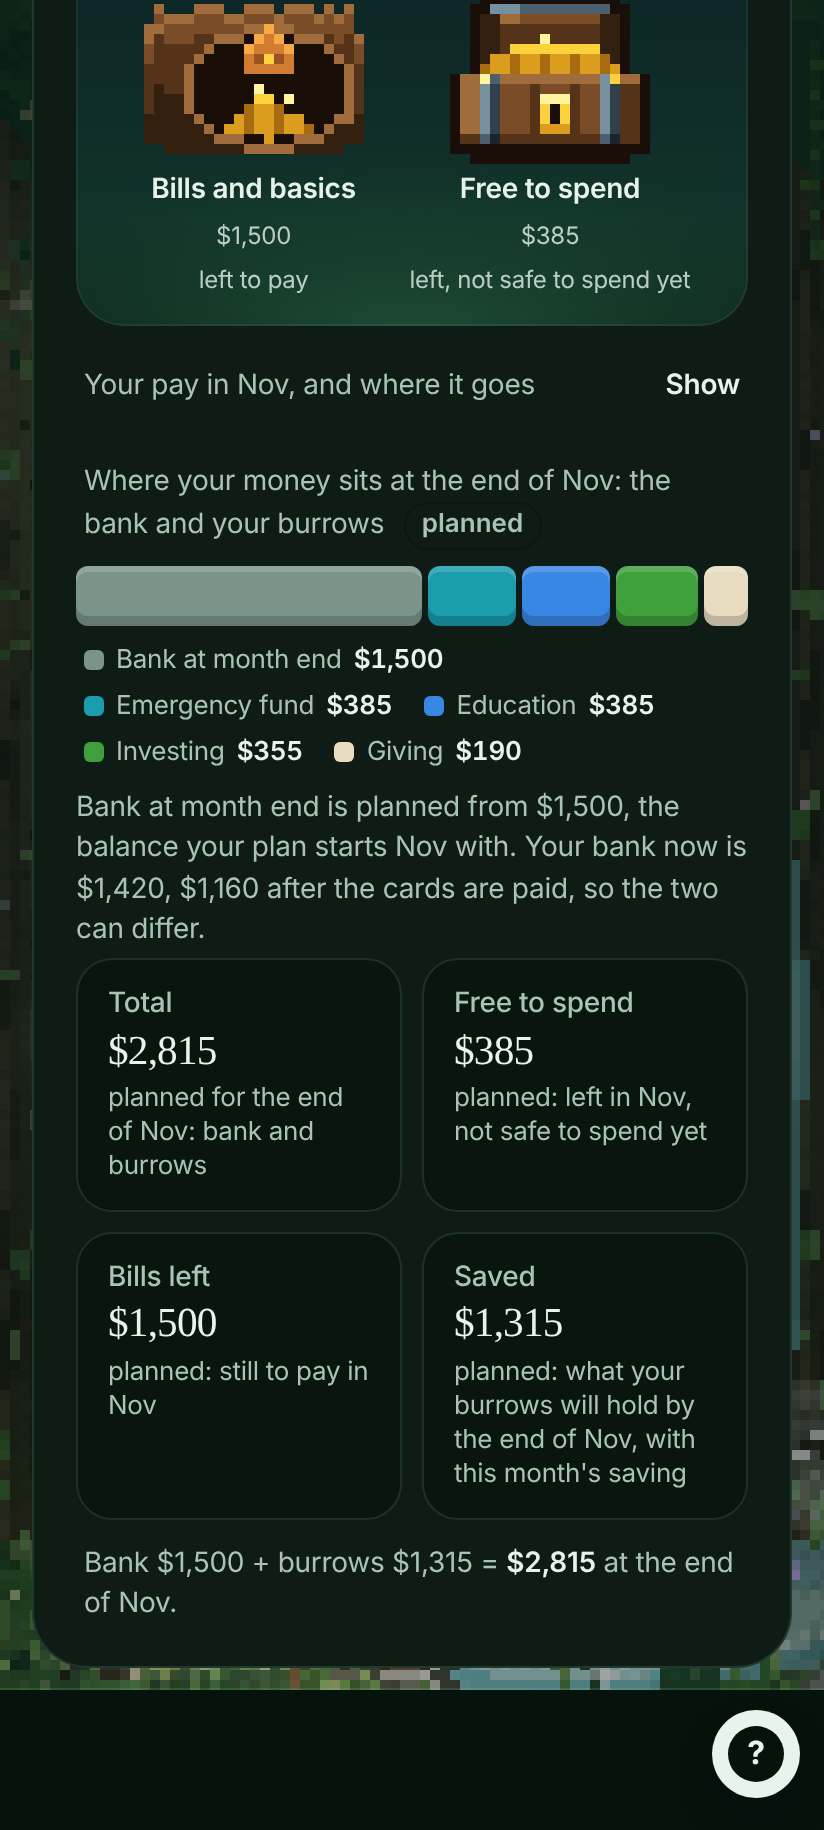 Bills and basics
$1,500
left to pay
Free to spend
$385
left, not safe to spend yet
Your pay in Nov, and where it goes Show
Where your money sits at the end of Nov: the
bank and your burrows planned
Bank at month end $1,500
Emergency fund $385 Education $385
Investing $355 Giving $190
Bank at month end is planned from $1,500, the
balance your plan starts Nov with. Your bank now is
$1,420, $1,160 after the cards are paid, so the two
can differ.
Total
$2,815
planned for the end
of Nov: bank and
burrows
Free to spend
$385
planned: left in Nov,
not safe to spend yet
Bills left
$1,500
planned: still to pay in
Nov
Saved
$1,315
planned: what your
burrows will hold by
the end of Nov, with
this month's saving
Bank $1,500 + burrows $1,315 = $2,815 at the end
of Nov.
?